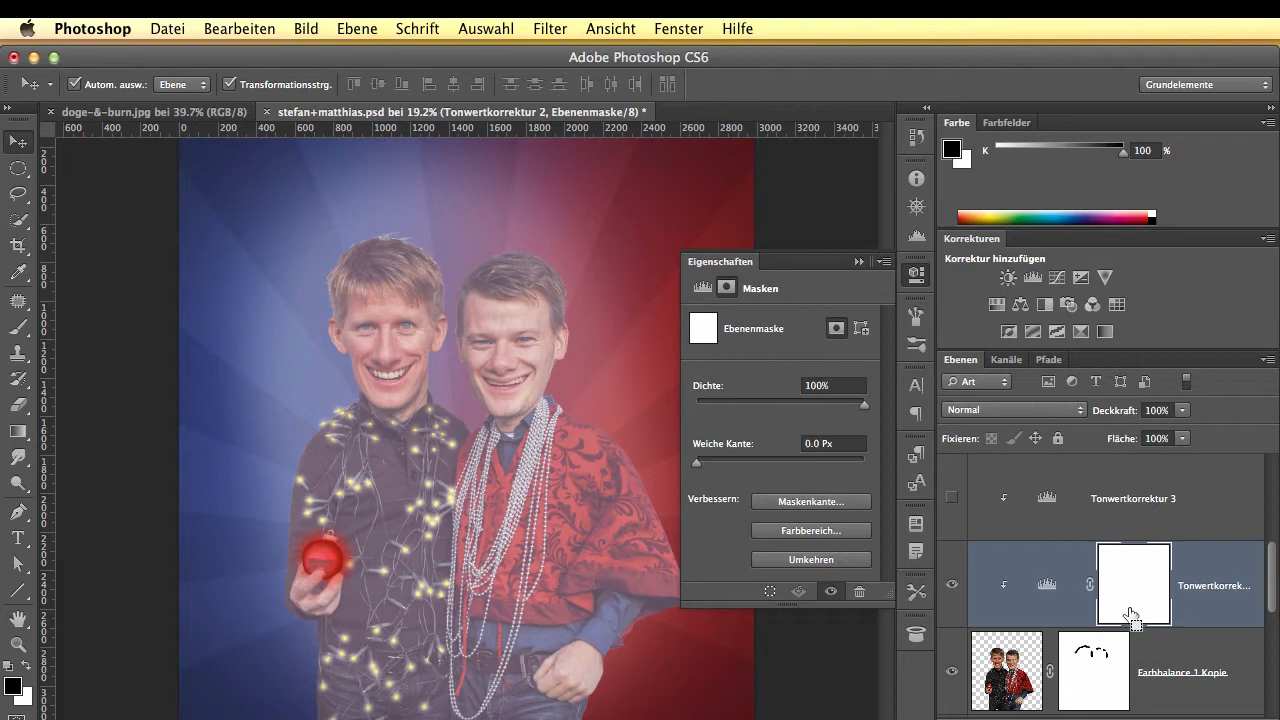 Photoshop Datei Bearbeiten Bild Ebene Schrift Auswahl Filter Ansicht Fenster Hilfe
Adobe Photoshop CS6
Autom. ausw.: Ebene Transformationsstrg. Grundelemente
doge-&-burn.jpg bei 39.7% (RGB/8) stefan+matthias.psd bei 19.2% (Tonwertkorrektur 2, Ebenenmaske/8) *
600 400 200 0 200 400 600 800 1000 1200 1400 1600 1800 2000 2200 2400 2600 2800 3000 3200 3400
Farbe Farbfelder
K 100 %
Korrekturen
Korrektur hinzufügen
Eigenschaften
Masken
Ebenenmaske
Dichte: 100%
Weiche Kante: 0.0 Px
Verbessern: Maskenkante...
Farbbereich...
Umkehren
Ebenen Kanäle Pfade
Art
Normal Deckkraft: 100%
Fixieren: Fläche: 100%
Tonwertkorrektur 3
Tonwertkorrek...
Farbbalance 1 Kopie